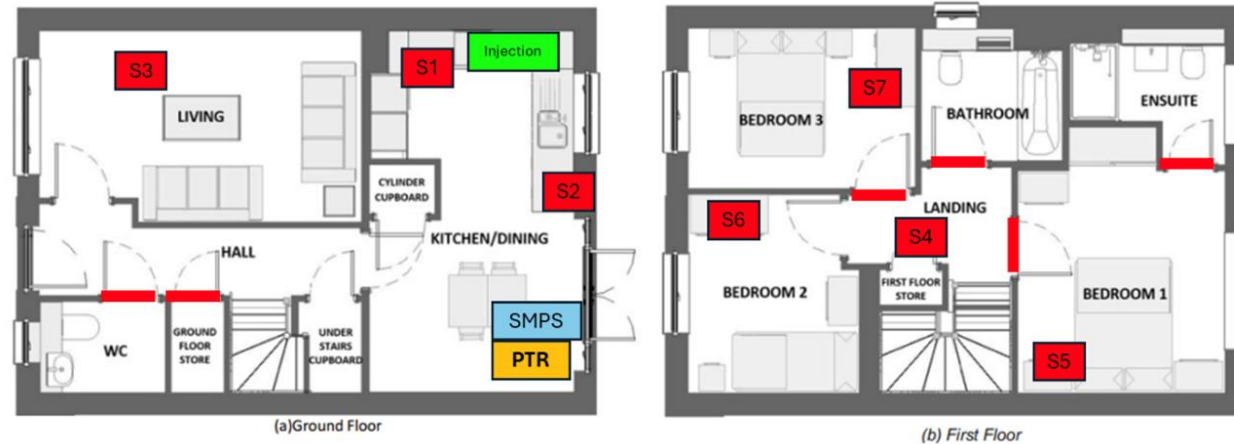 S3
S1
Injection
LIVING
CYLINDER
CUPBOARD
S2
HALL
KITCHEN/DINING
WC
GROUND
FLOOR
STORE
UNDER
STAIRS
CUPBOARD
SMPS
PTR
(a)Ground Floor
S7
BEDROOM 3
BATHROOM
ENSUITE
S6
LANDING
S4
BEDROOM 2
FIRST FLOOR
STORE
BEDROOM 1
S5
(b) First Floor